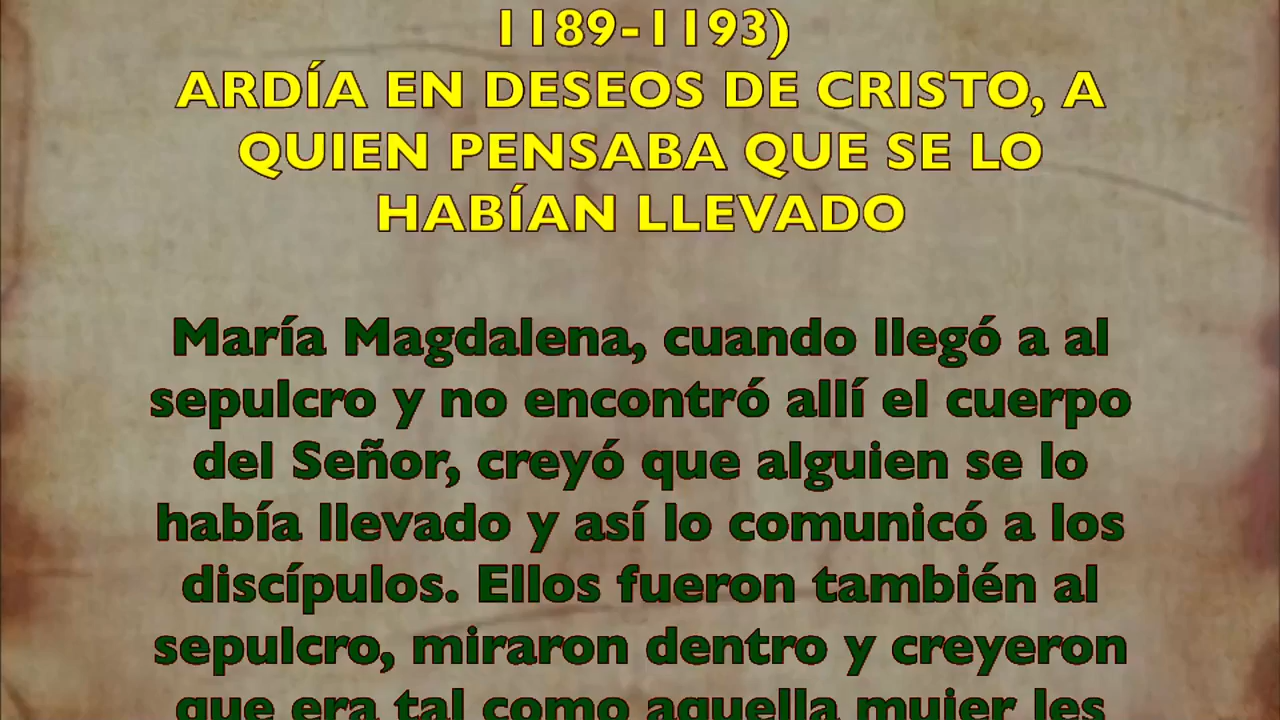 1189-1193)
ARDÍA EN DESEOS DE CRISTO, A
QUIEN PENSABA QUE SE LO
HABÍAN LLEVADO
María Magdalena, cuando llegó a al
sepulcro y no encontró allí el cuerpo
del Señor, creyó que alguien se lo
había llevado y así lo comunicó a los
discípulos. Ellos fueron también al
sepulcro, miraron dentro y creyeron
que era tal como aquella mujer les